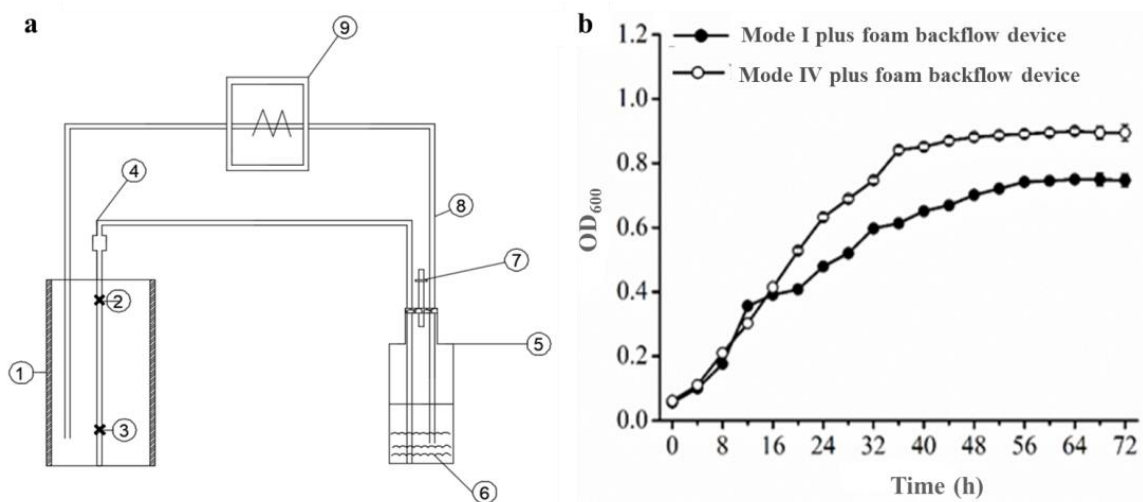 a
9
4
8
7
2
5
1
3
6
b
1.2
Mode I plus foam backflow device
Mode IV plus foam backflow device
1.0
0.8
0.6
0.4
0.2
0.0
OD600
0 8 16 24 32 40 48 56 64 72
Time (h)